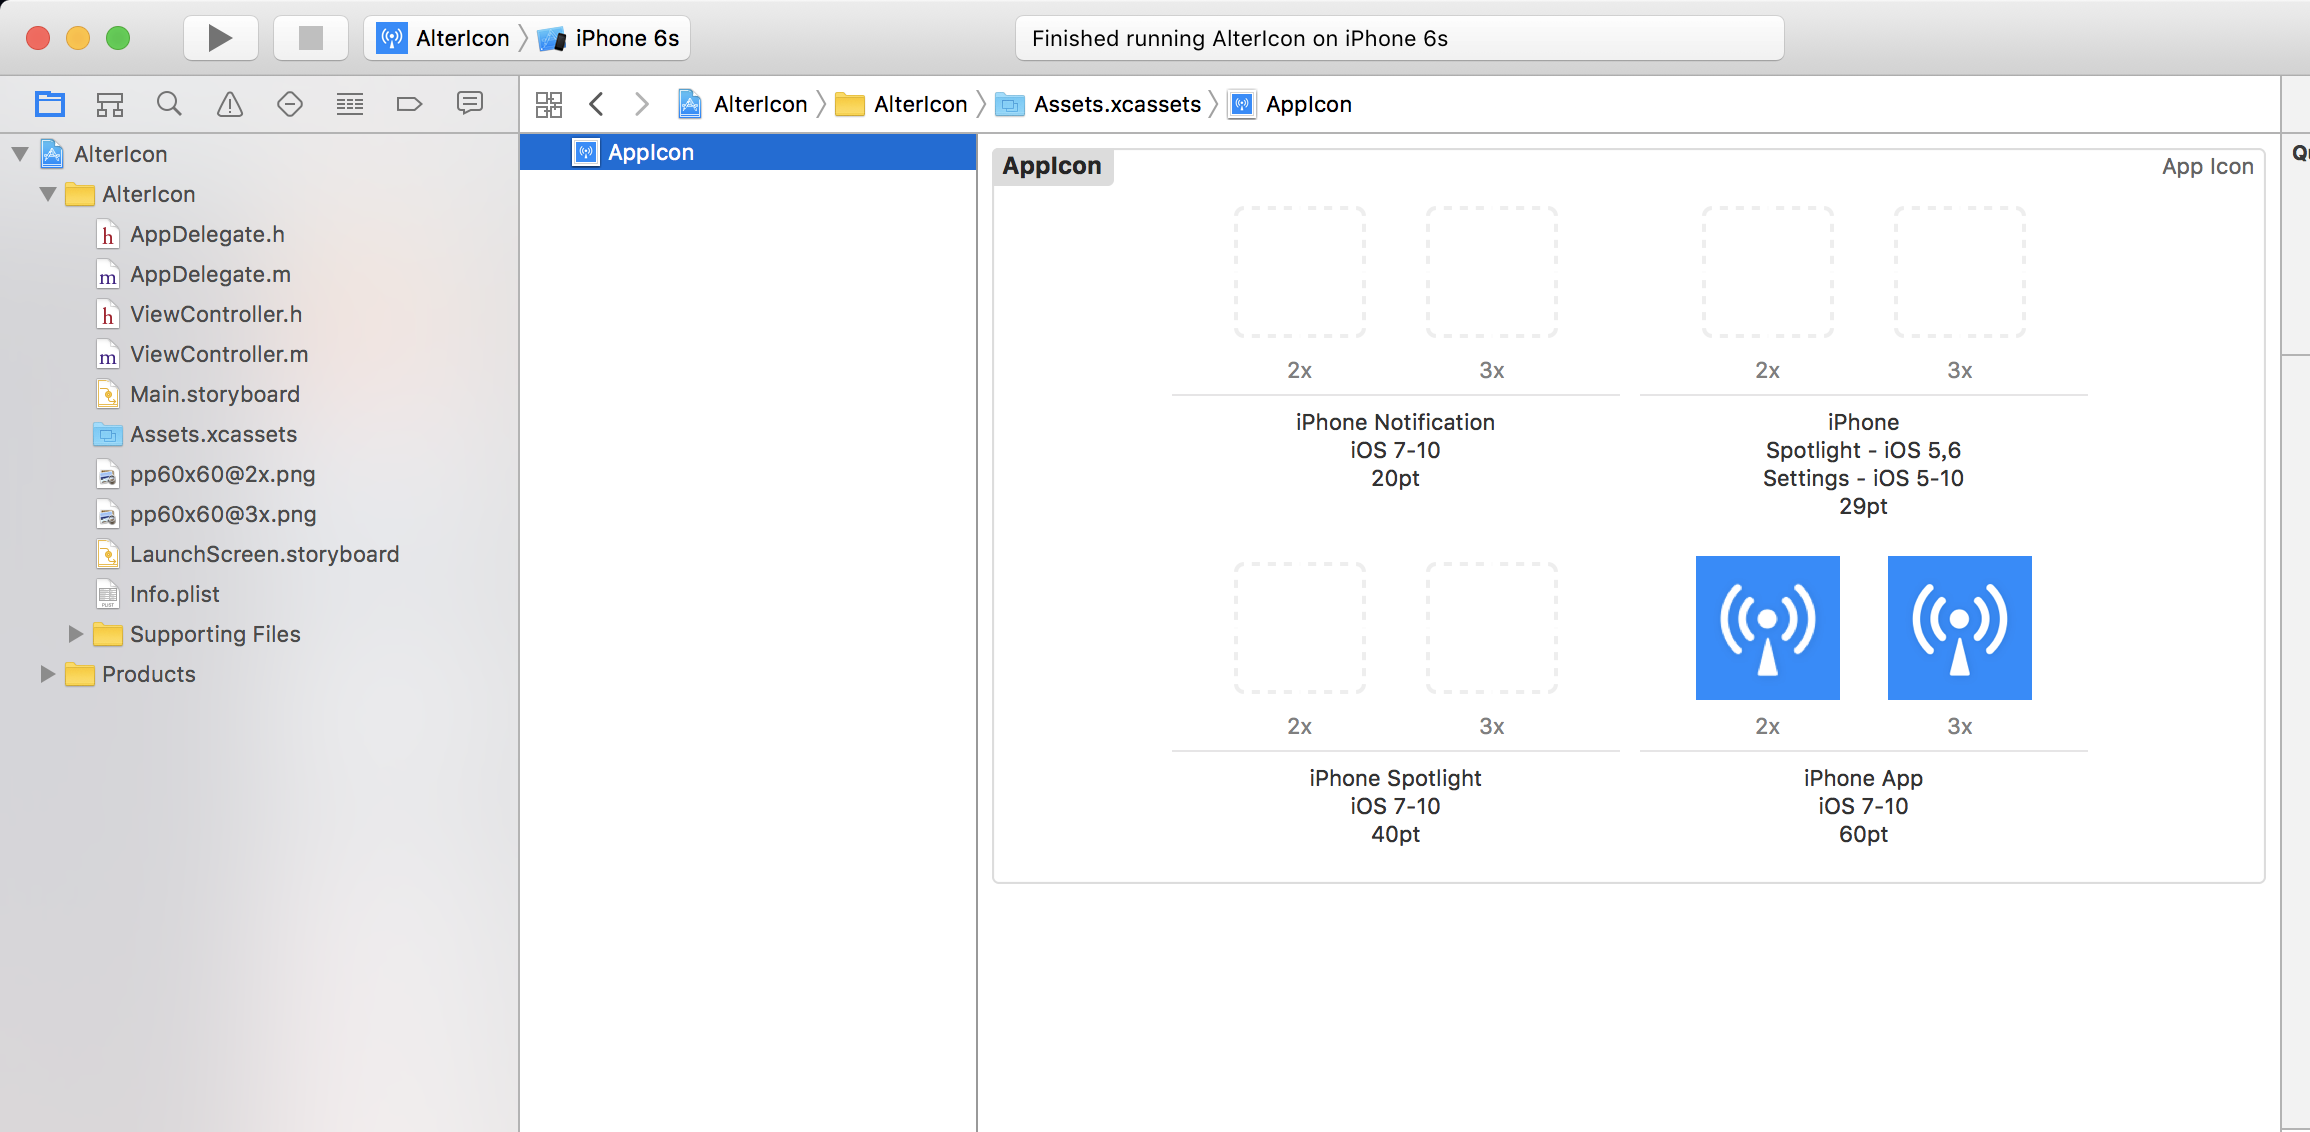 AlterIcon
iPhone 6s
Finished running AlterIcon on iPhone 6s
AlterIcon
AlterIcon
Assets.xcassets
AppIcon
AlterIcon
AlterIcon
AppDelegate.h
AppDelegate.m
ViewController.h
ViewController.m
Main.storyboard
Assets.xcassets
pp60x60@2x.png
pp60x60@3x.png
LaunchScreen.storyboard
Info.plist
Supporting Files
Products
AppIcon
AppIcon
App Icon
2x
3x
iPhone Notification
iOS 7-10
20pt
2x
3x
iPhone
Spotlight - iOS 5,6
Settings - iOS 5-10
29pt
2x
3x
iPhone Spotlight
iOS 7-10
40pt
2x
3x
iPhone App
iOS 7-10
60pt